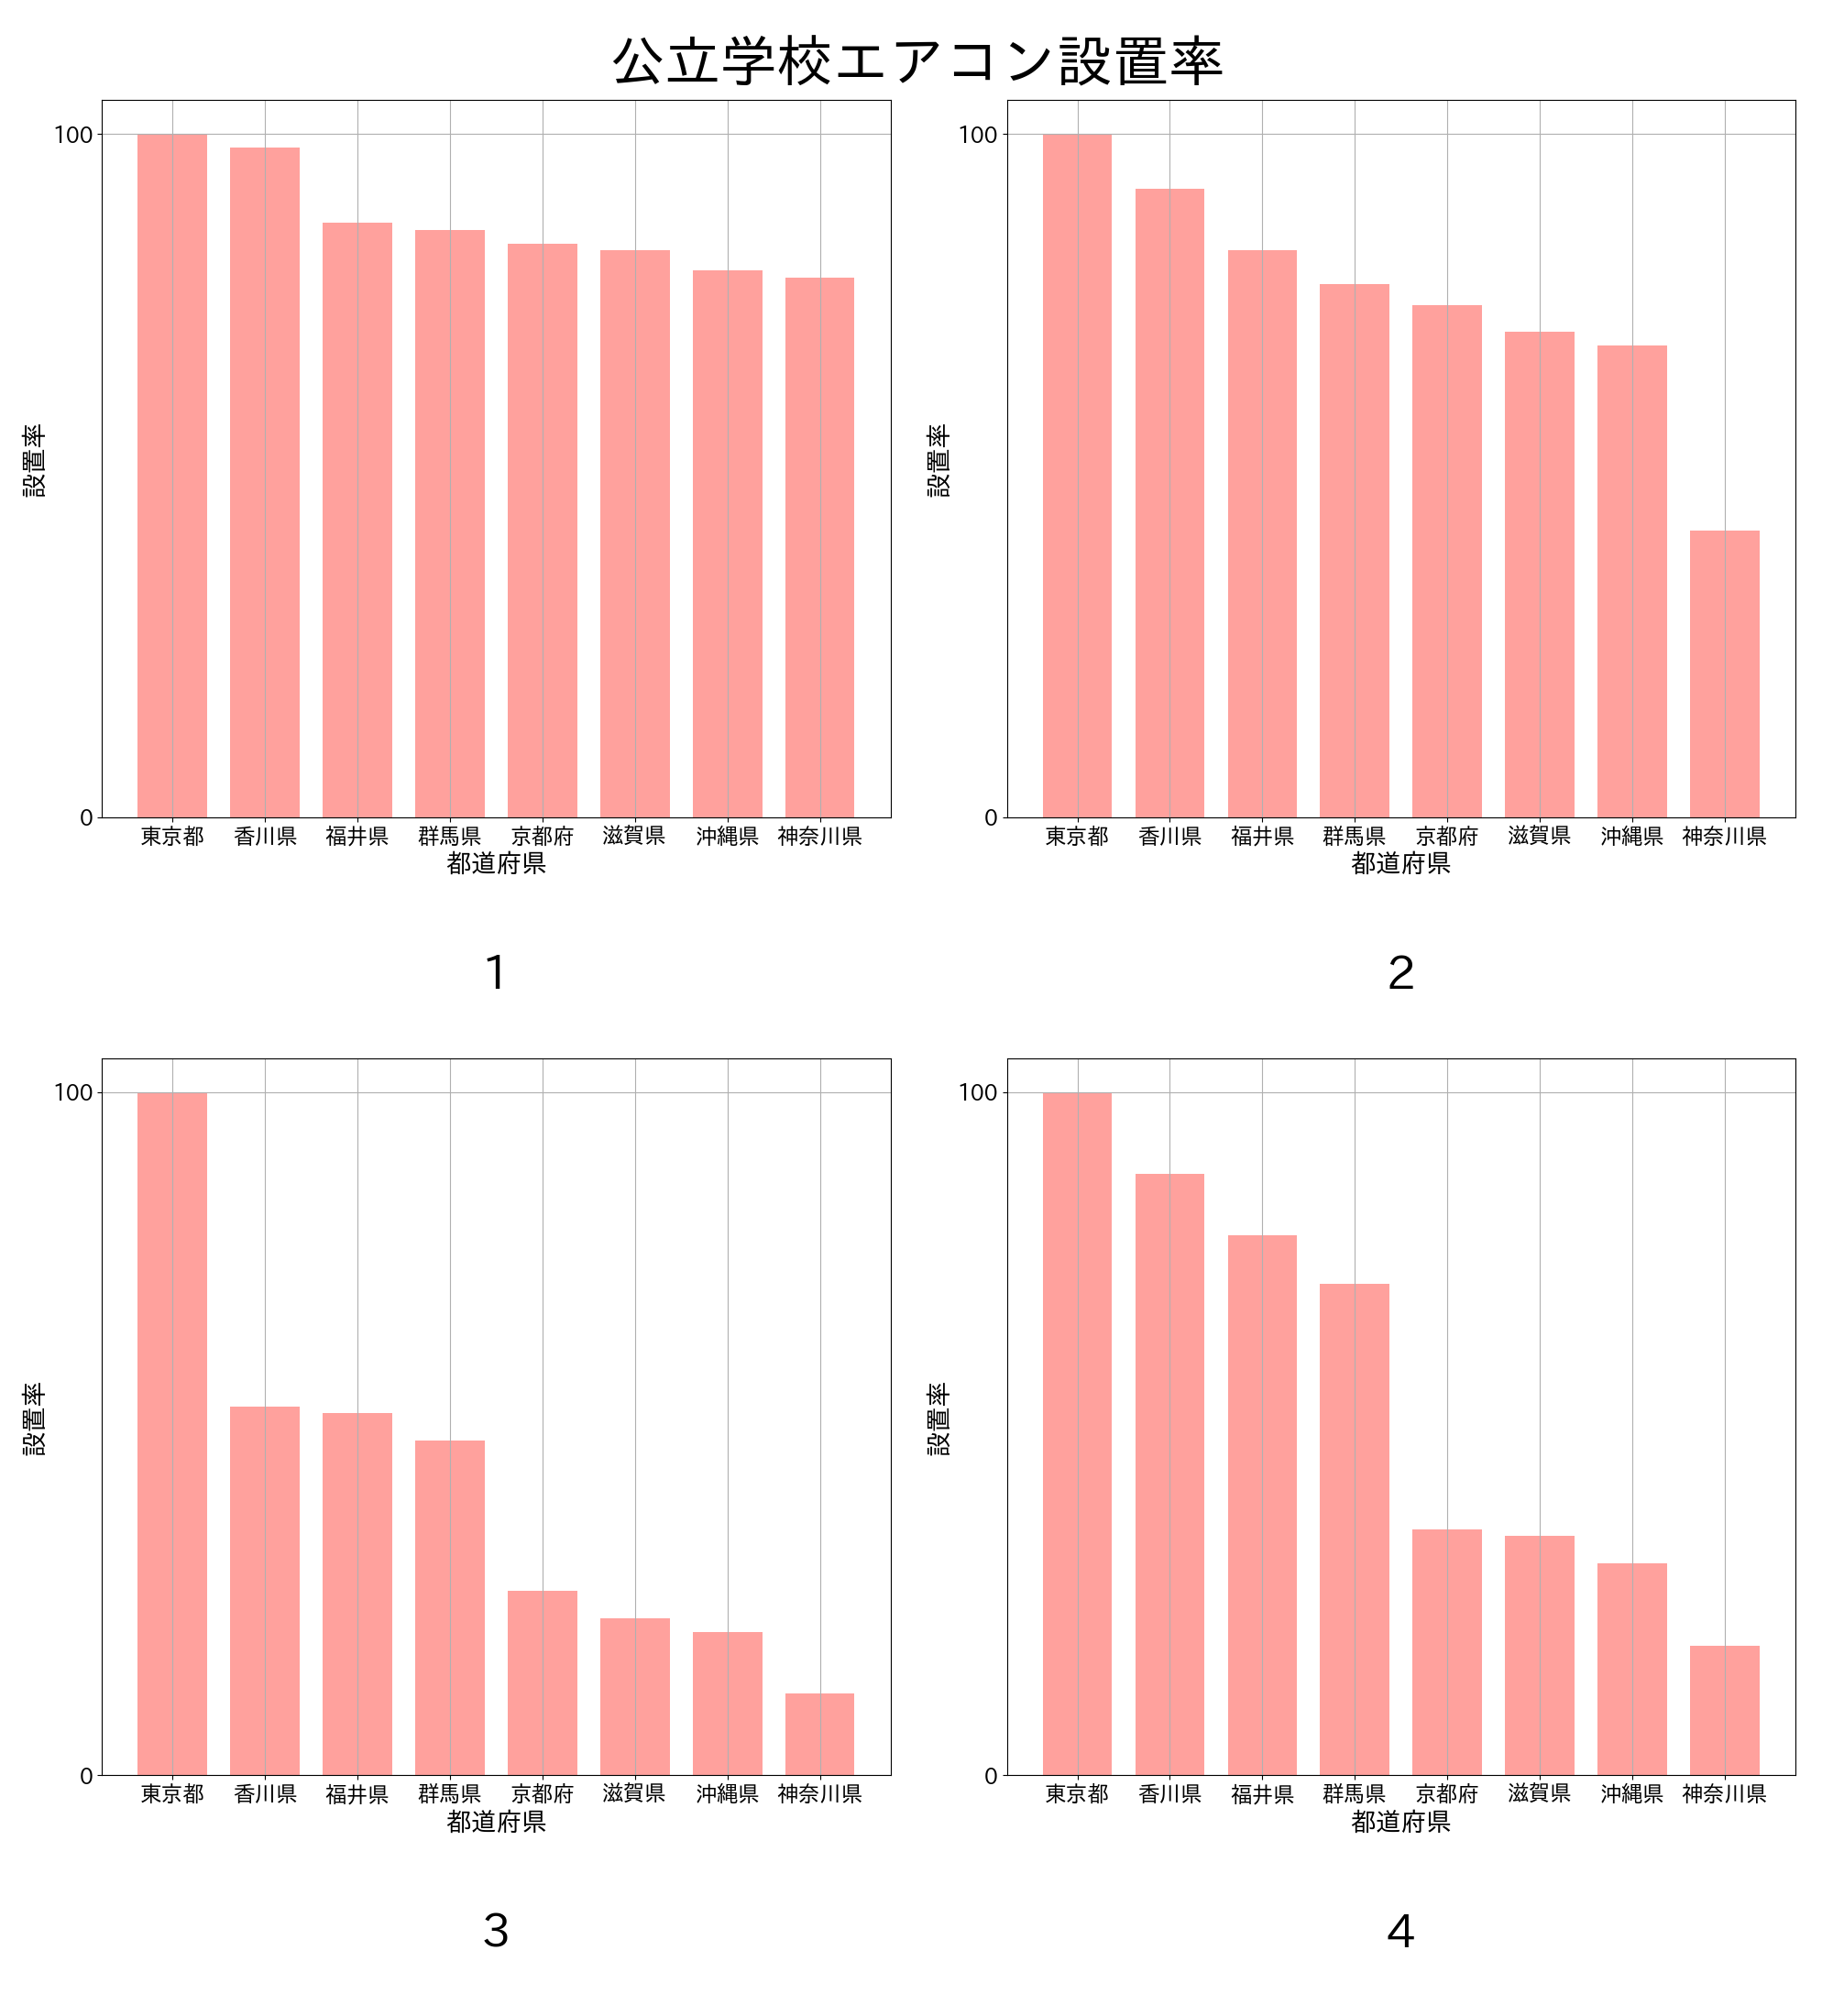 公立学校エアコン設置率
100
設置率
0
東京都 香川県 福井県 群馬県 京都府 滋賀県 沖縄県 神奈川県
都道府県
1
100
設置率
0
東京都 香川県 福井県 群馬県 京都府 滋賀県 沖縄県 神奈川県
都道府県
2
100
設置率
0
東京都 香川県 福井県 群馬県 京都府 滋賀県 沖縄県 神奈川県
都道府県
3
100
設置率
0
東京都 香川県 福井県 群馬県 京都府 滋賀県 沖縄県 神奈川県
都道府県
4